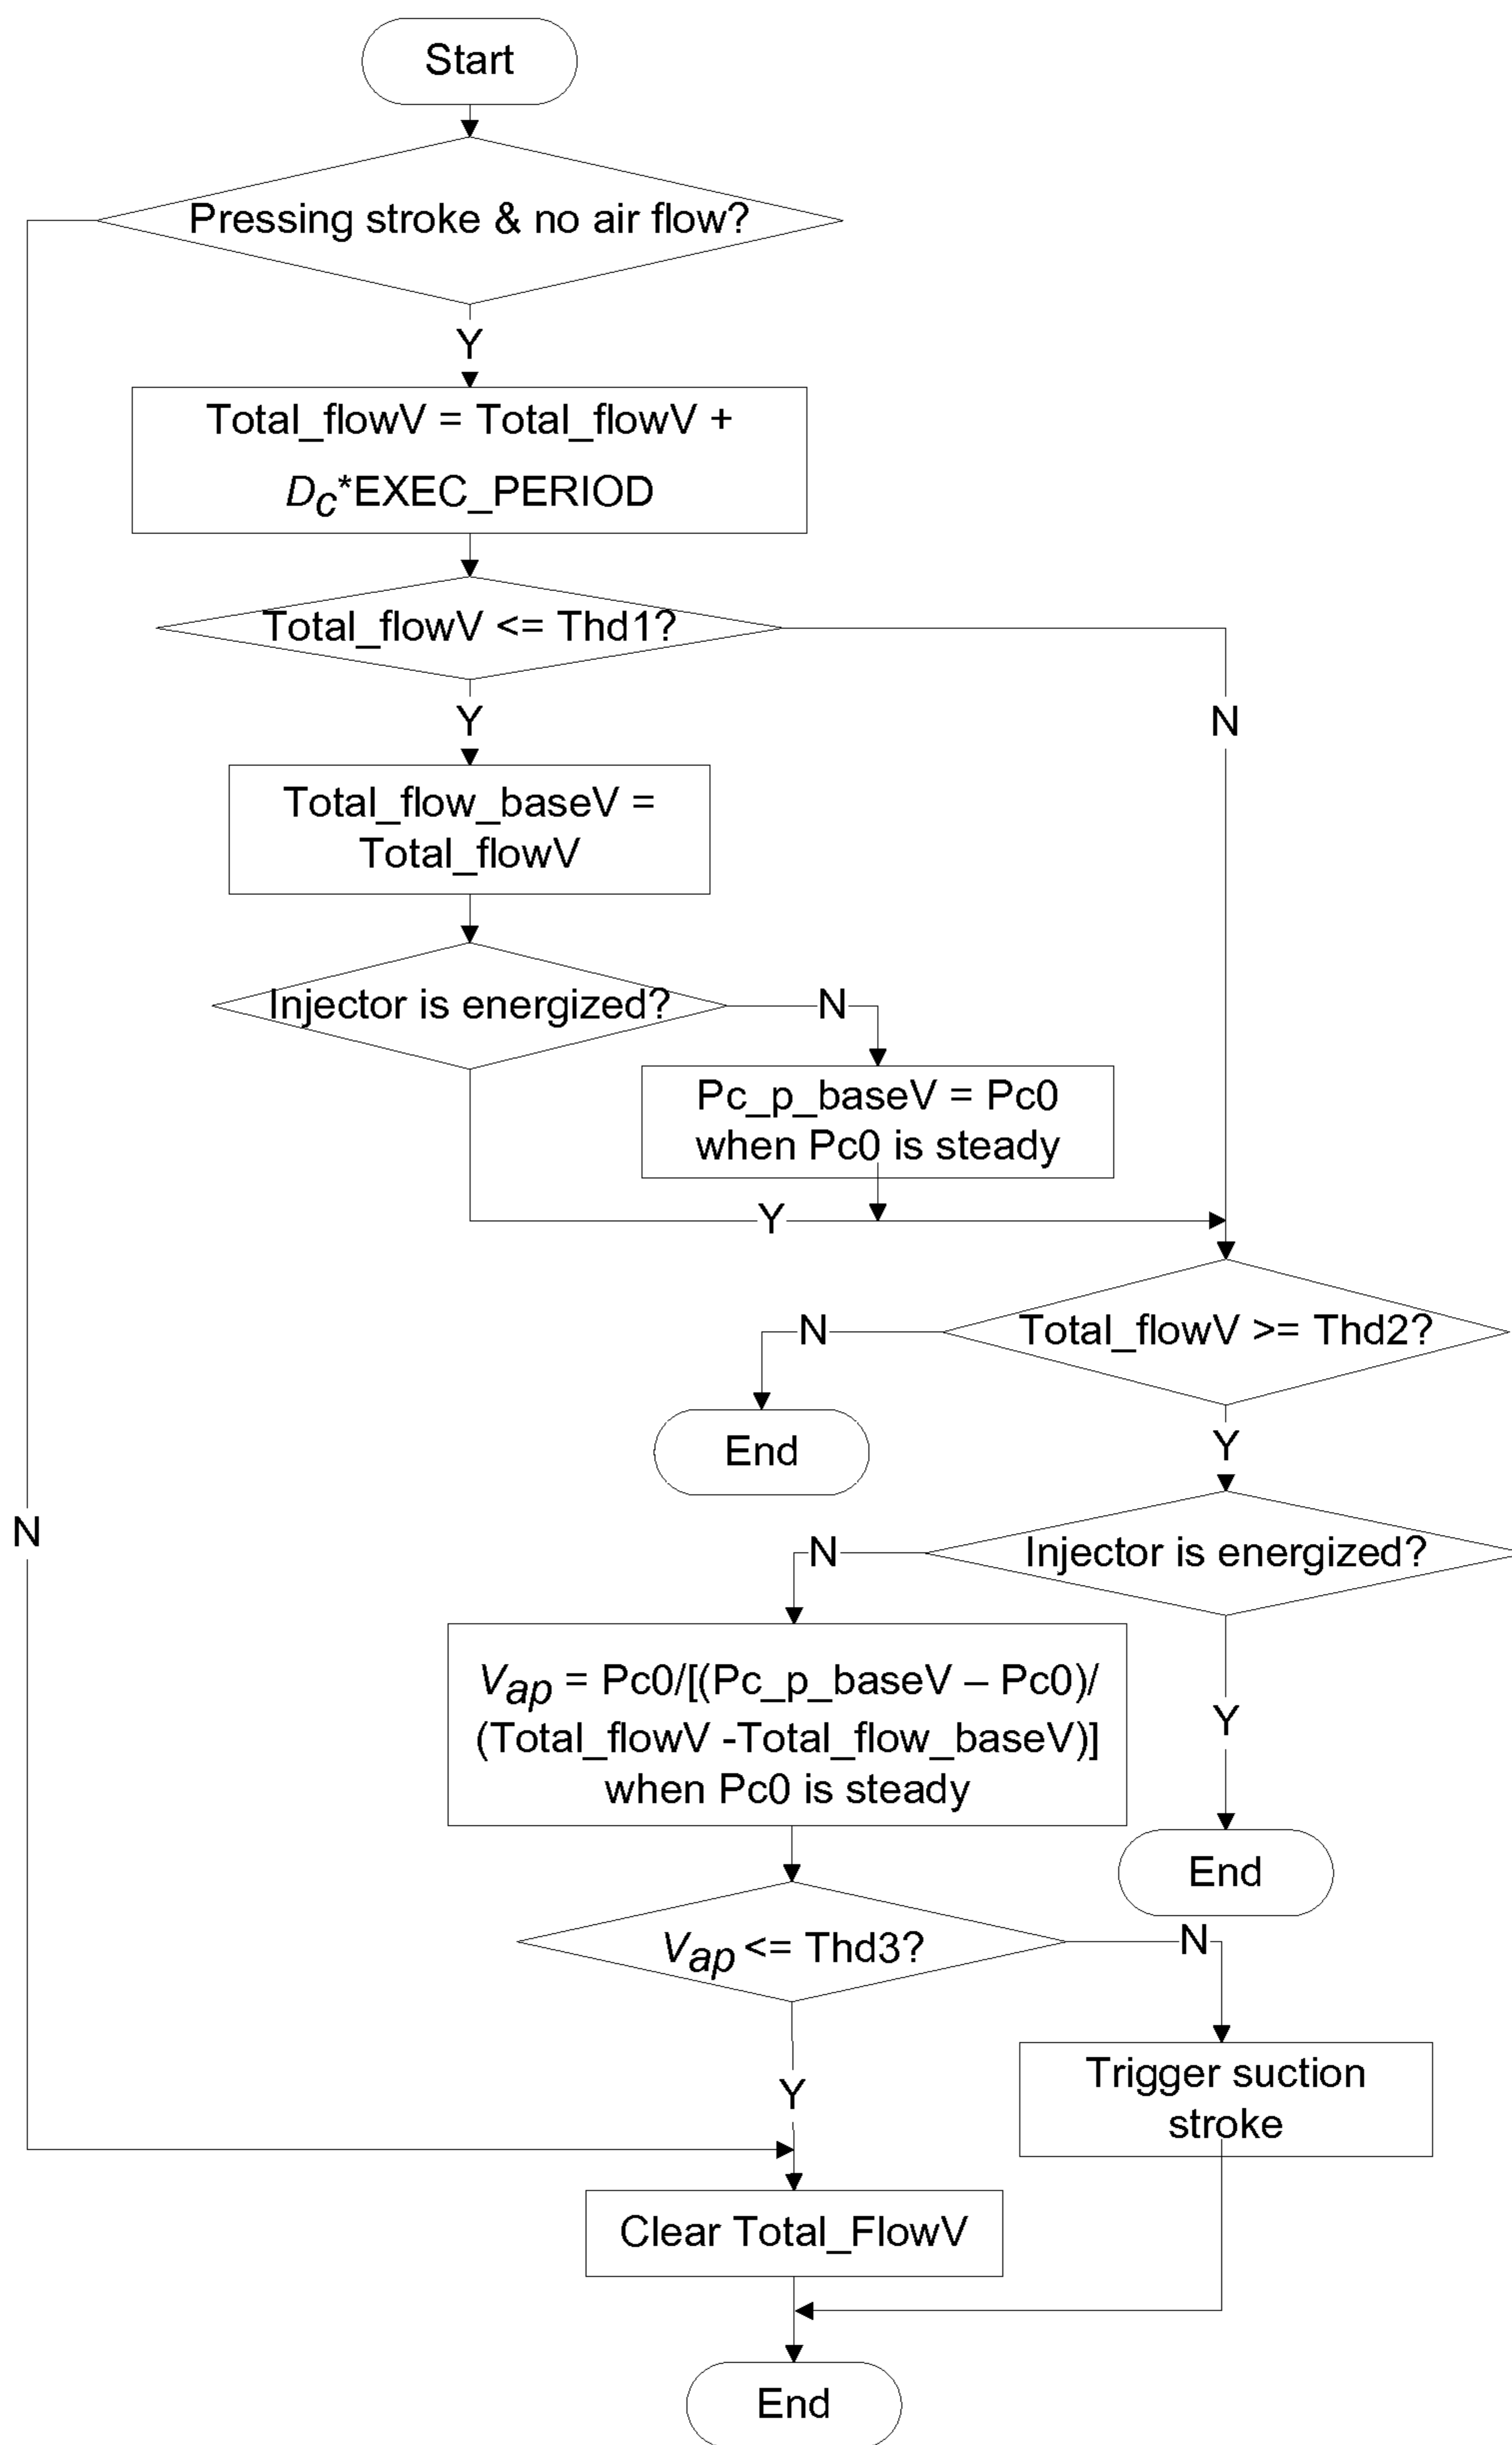 Start
Pressing stroke & no air flow?
Y
Total_flowV = Total_flowV +
Dc*EXEC_PERIOD
Total_flowV <= Thd1?
Y
N
Total_flow_baseV =
Total_flowV
Injector is energized?
N
Pc_p_baseV = Pc0
when Pc0 is steady
Y
Total_flowV >= Thd2?
N
End
Y
N
Injector is energized?
N
Vap = Pc0/[(Pc_p_baseV – Pc0)/
(Total_flowV -Total_flow_baseV)]
when Pc0 is steady
Y
End
Vap <= Thd3?
N
Y
Trigger suction
stroke
Clear Total_FlowV
End